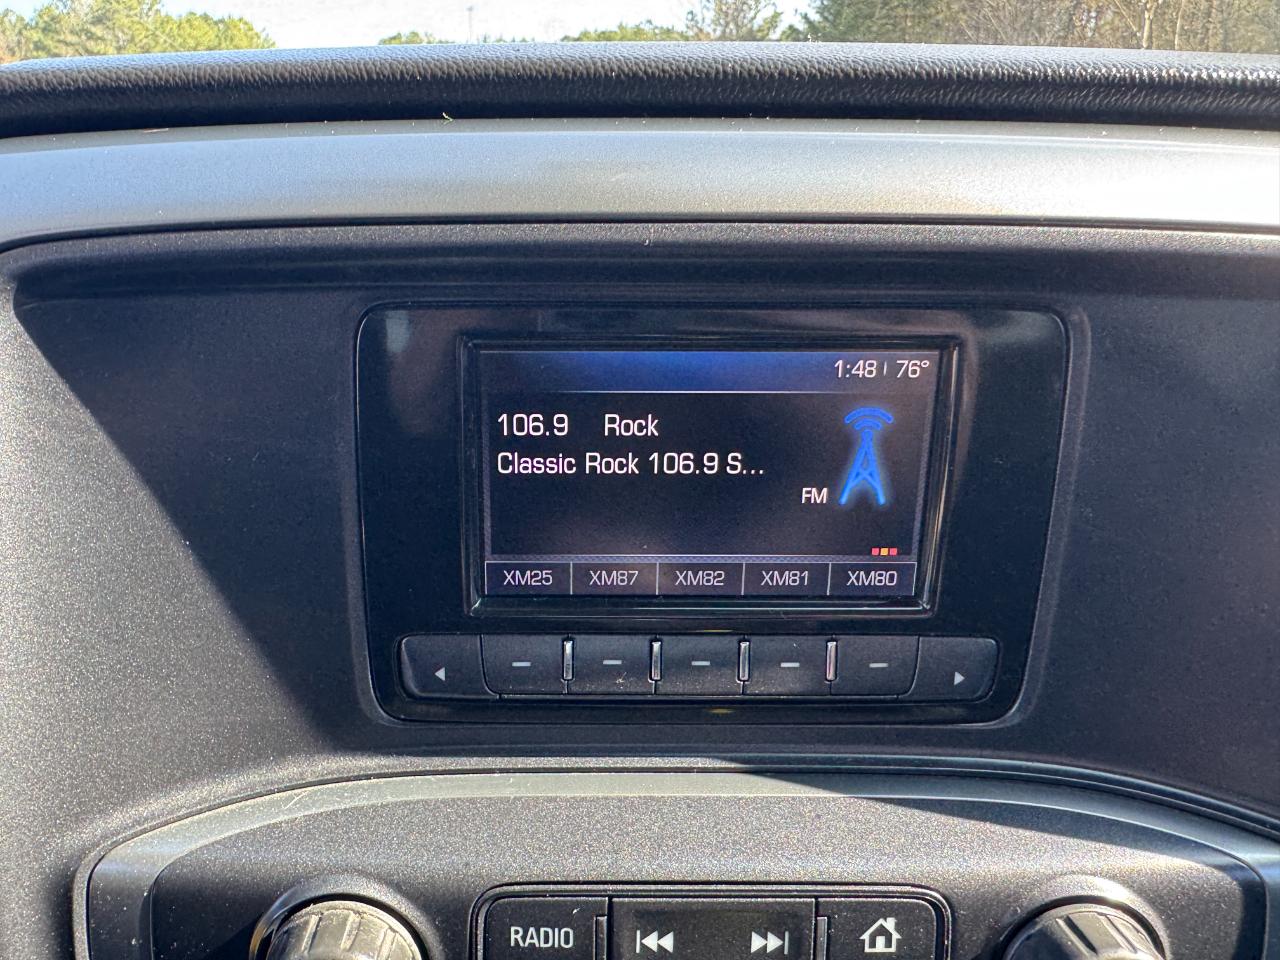 1:48 76°
106.9 Rock
Classic Rock 106.9 S...
FM
XM25 XM87 XM82 XM81 XM80
RADIO